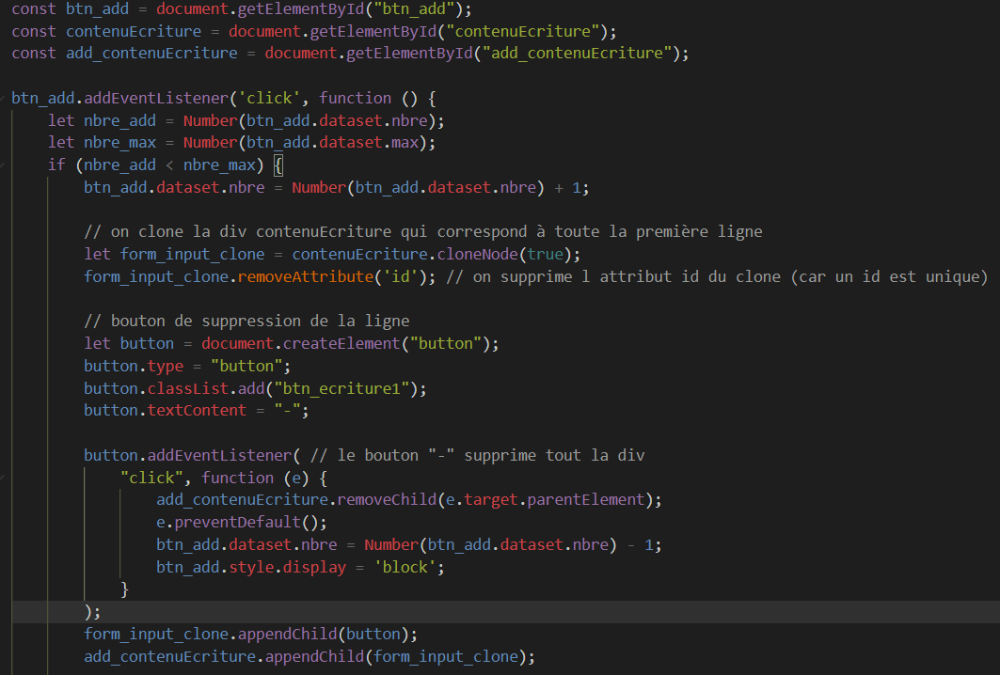 const btn_add = document.getElementById("btn_add");
const contenuEcriture = document.getElementById("contenuEcriture");
const add_contenuEcriture = document.getElementById("add_contenuEcriture");
btn_add.addEventListener('click', function () {
let nbre_add = Number(btn_add.dataset.nbre);
let nbre_max = Number(btn_add.dataset.max);
if (nbre_add < nbre_max) {
btn_add.dataset.nbre = Number(btn_add.dataset.nbre) + 1;
// on clone la div contenuEcriture qui correspond à toute la première ligne
let form_input_clone = contenuEcriture.cloneNode(true);
form_input_clone.removeAttribute('id'); // on supprime l attribut id du clone (car un id est unique)
// bouton de suppression de la ligne
let button = document.createElement("button");
button.type = "button";
button.classList.add("btn_ecriture1");
button.textContent = "-";
button.addEventListener( // le bouton "-" supprime tout la div
"click", function (e) {
add_contenuEcriture.removeChild(e.target.parentElement);
e.preventDefault();
btn_add.dataset.nbre = Number(btn_add.dataset.nbre) - 1;
btn_add.style.display = 'block';
}
);
form_input_clone.appendChild(button);
add_contenuEcriture.appendChild(form_input_clone);